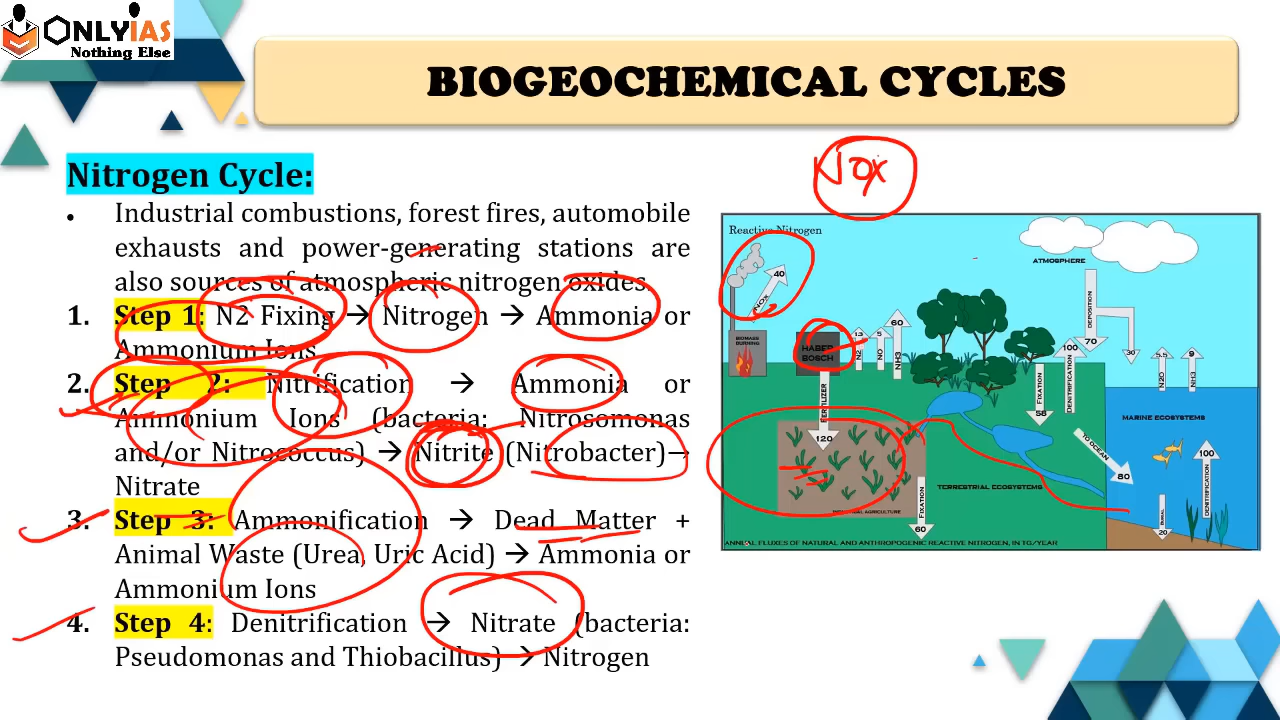 ONLYIAS
Nothing Else
BIOGEOCHEMICAL CYCLES
Nitrogen Cycle:
• Industrial combustions, forest fires, automobile
exhausts and power-generating stations are
also sources of atmospheric nitrogen oxides.
1. Step 1: N2 Fixing → Nitrogen → Ammonia or
Ammonium Ions
2. Step 2: Nitrification → Ammonia or
Ammonium Ions (bacteria: Nitrosomonas
and/or Nitrococcus) → Nitrite (Nitrobacter)→
Nitrate
3. Step 3: Ammonification → Dead Matter +
Animal Waste (Urea, Uric Acid) → Ammonia or
Ammonium Ions
4. Step 4: Denitrification → Nitrate (bacteria:
Pseudomonas and Thiobacillus) → Nitrogen
NOx
Reactive Nitrogen
ATMOSPHERE
40
NOX
BIOMASS
BURNING
HABER
BOSCH
13
N2
5
NO
60
NH3
DEPOSITION
70
30
100
DENITRIFICATION
FIXATION
58
5.5
N2O
9
NH3
FERTILIZER
120
MARINE ECOSYSTEMS
TO OCEAN
80
100
DENITRIFICATION
TERRESTRIAL ECOSYSTEMS
FIXATION
60
BURIAL
20
INDUSTRIAL AGRICULTURE
ANNUAL FLUXES OF NATURAL AND ANTHROPOGENIC REACTIVE NITROGEN, IN TG/YEAR